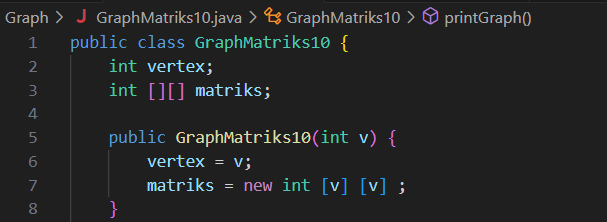 Graph > J GraphMatriks10.java > GraphMatriks10 > printGraph()
1 public class GraphMatriks10 {
2 int vertex;
3 int [][] matriks;
4
5 public GraphMatriks10(int v) {
6 vertex = v;
7 matriks = new int [v] [v] ;
8 }